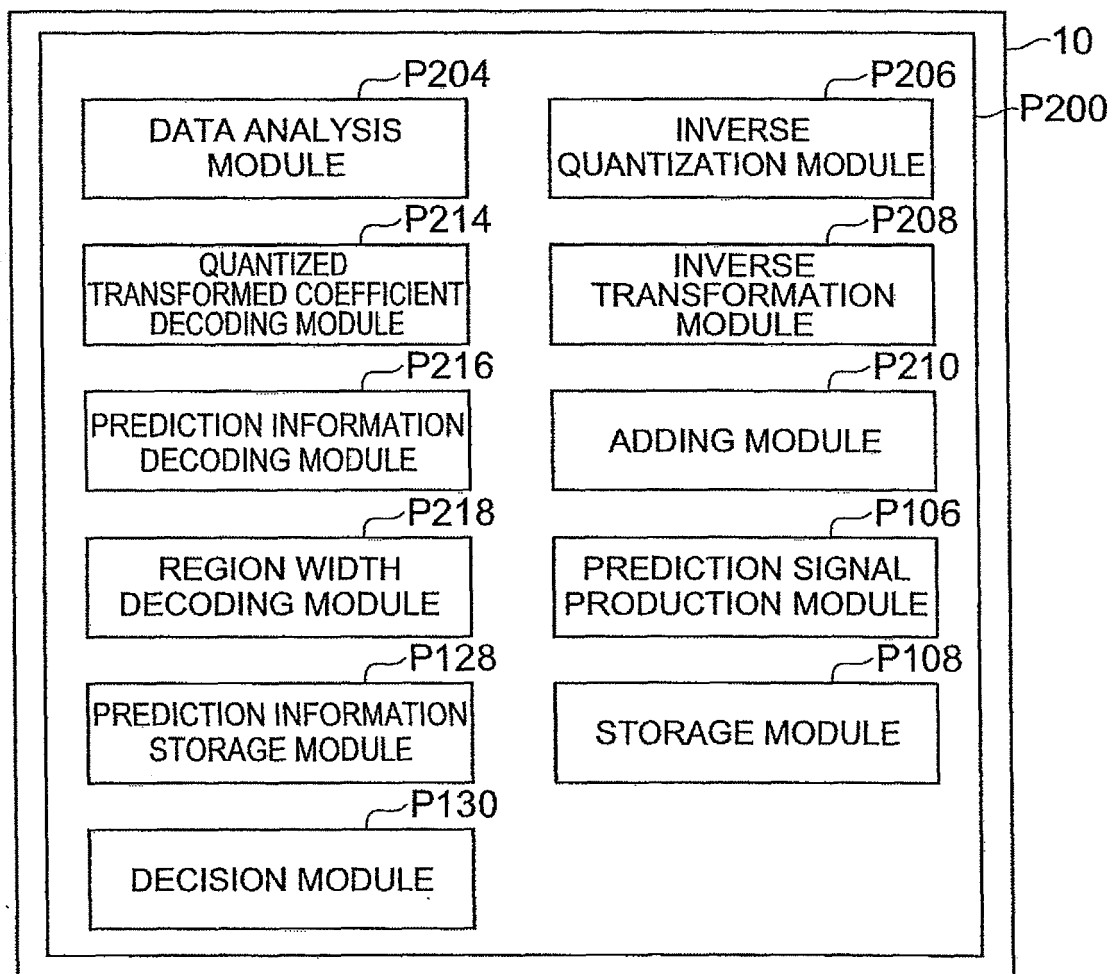 10
P200
P204
DATA ANALYSIS
MODULE
P206
INVERSE
QUANTIZATION MODULE
P214
QUANTIZED
TRANSFORMED COEFFICIENT
DECODING MODULE
P208
INVERSE
TRANSFORMATION
MODULE
P216
PREDICTION INFORMATION
DECODING MODULE
P210
ADDING MODULE
P218
REGION WIDTH
DECODING MODULE
P106
PREDICTION SIGNAL
PRODUCTION MODULE
P128
PREDICTION INFORMATION
STORAGE MODULE
P108
STORAGE MODULE
P130
DECISION MODULE